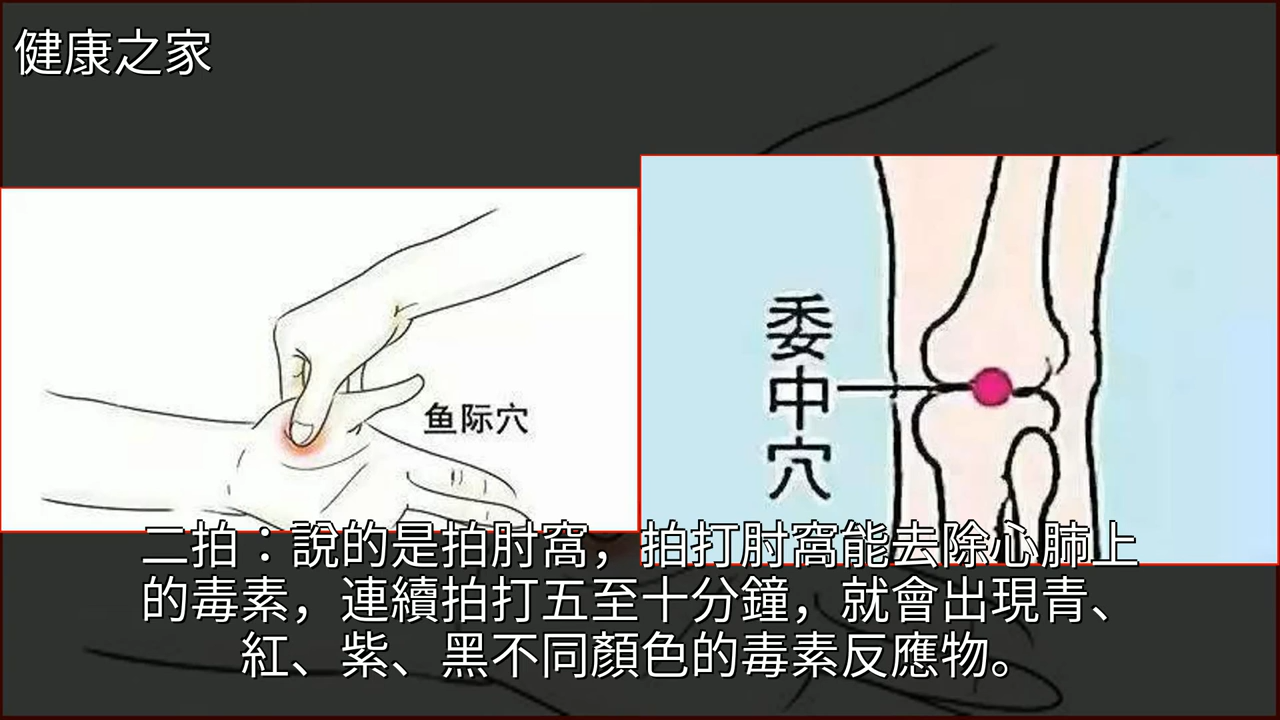 健康之家
鱼际穴
委中穴
二拍：說的是拍肘窩，拍打肘窩能去除心肺上
的毒素，連續拍打五至十分鐘，就會出現青、
紅、紫、黑不同顏色的毒素反應物。